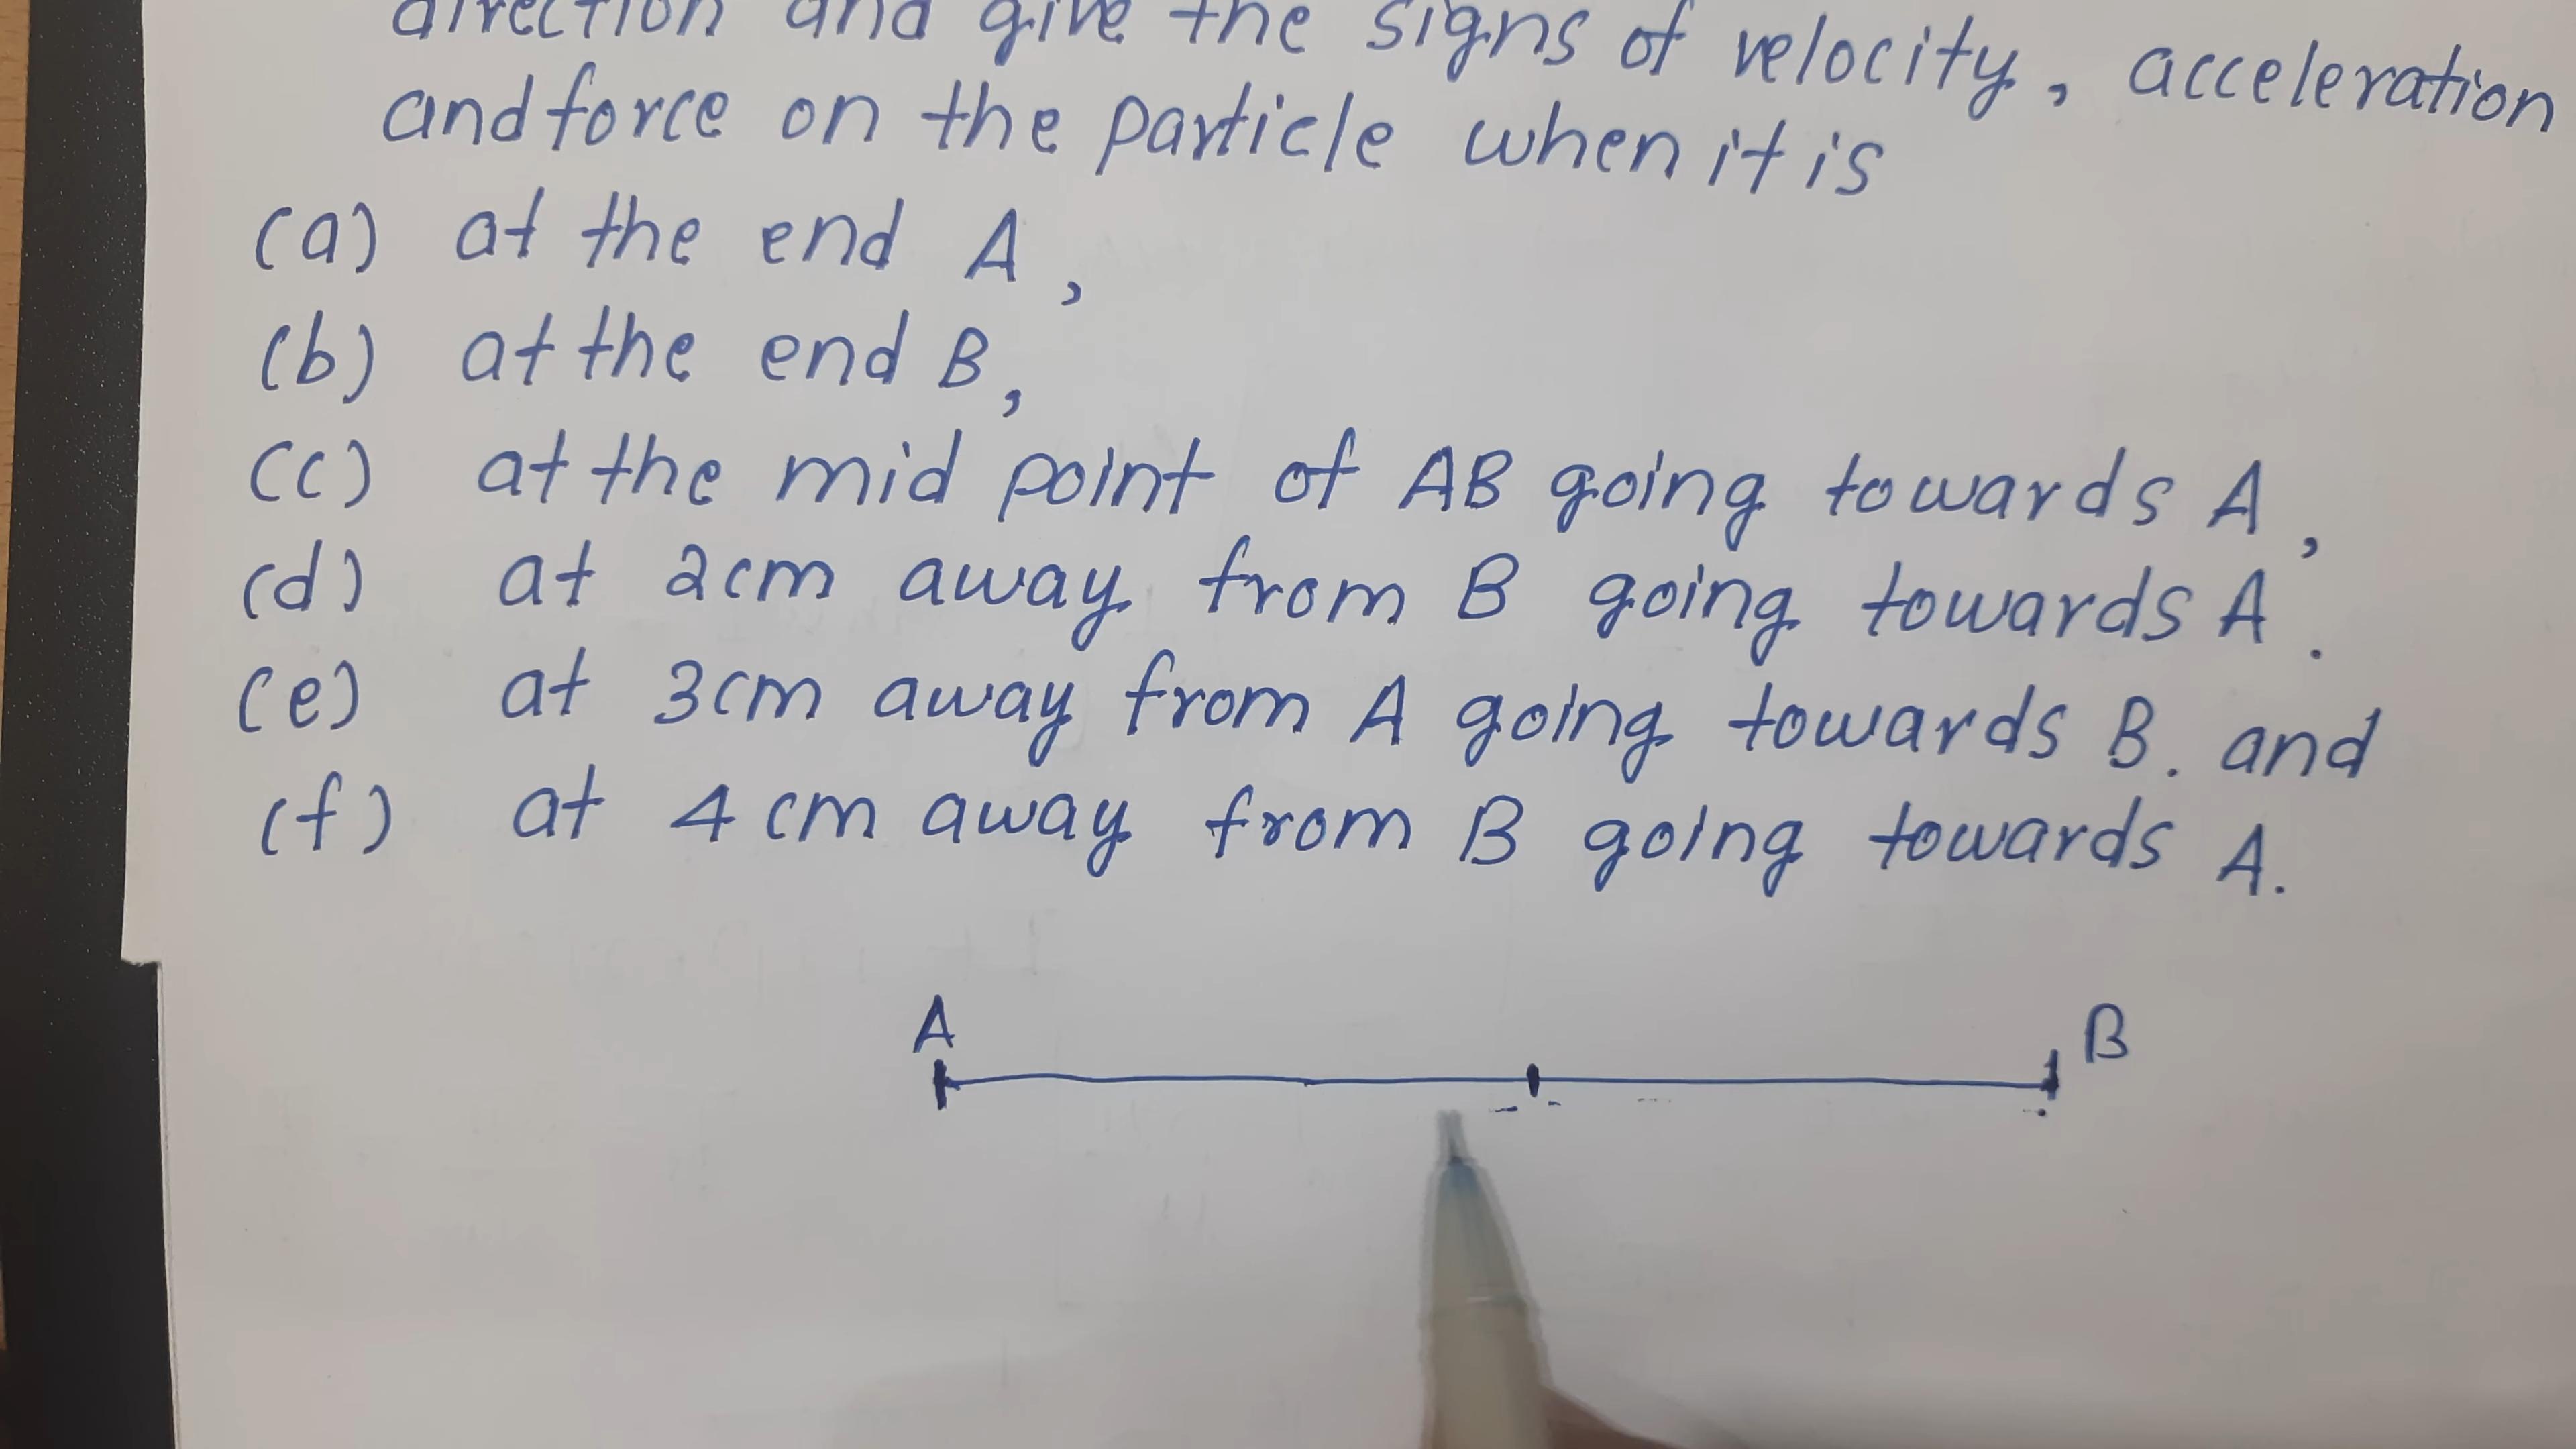 direction and give the signs of velocity, acceleration
and force on the particle when it is
(a) at the end A,
(b) at the end B,
(c) at the mid point of AB going towards A,
(d) at 2cm away from B going towards A.
(e) at 3cm away from A going towards B. and
(f) at 4cm away from B going towards A.
A B